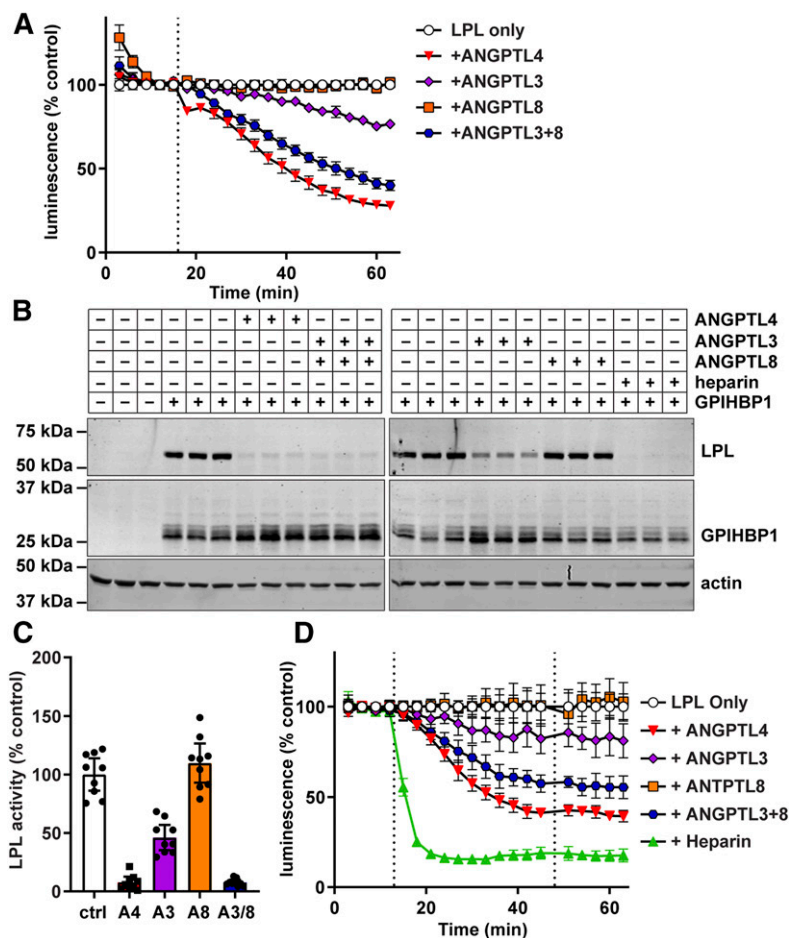 A
luminescence (% control)
100
50
0
0 20 40 60
Time (min)
LPL only
+ANGPTL4
+ANGPTL3
+ANGPTL8
+ANGPTL3+8
B
− − − − − − + + + − − − − − − − − − − − − − − − ANGPTL4
− − − − − − − − − + + + − − − + + + − − − − − − ANGPTL3
− − − − − − − − − + + + − − − − − − + + + − − − ANGPTL8
− − − − − − − − − − − − − − − − − − − − − + + + heparin
− − − + + + + + + + + + + + + + + + + + + + + + GPIHBP1
75 kDa
50 kDa
LPL
37 kDa
25 kDa
GPIHBP1
50 kDa
37 kDa
actin
C
LPL activity (% control)
200
150
100
50
0
ctrl A4 A3 A8 A3/8
D
luminescence (% control)
100
50
0
0 20 40 60
Time (min)
LPL Only
+ ANGPTL4
+ ANGPTL3
+ ANTPTL8
+ ANGPTL3+8
+ Heparin